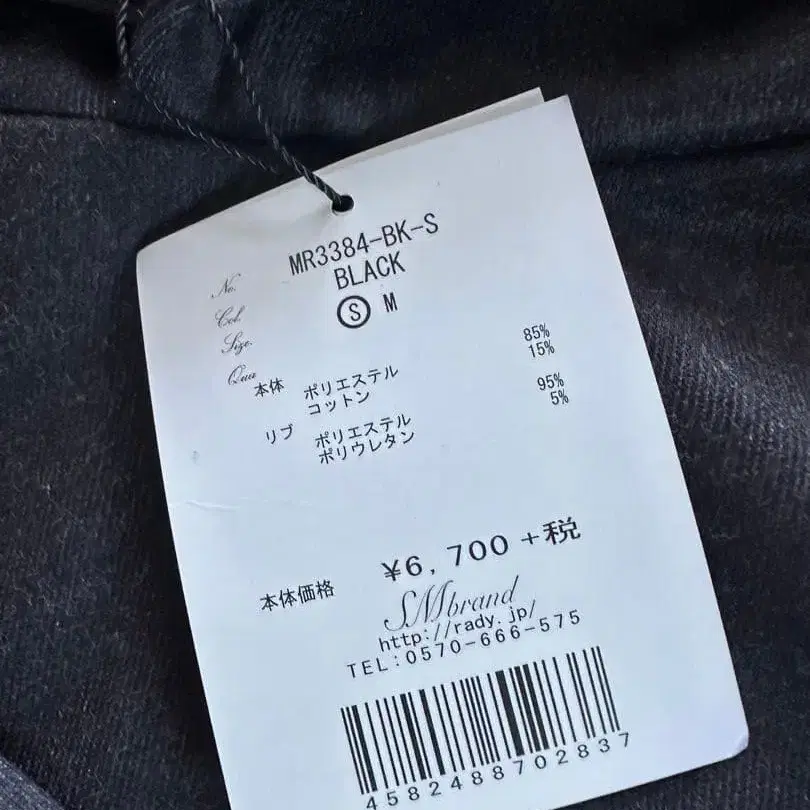 No. MR3384-BK-S
Col. BLACK
Size. S M
Qua
本体 ポリエステル 85%
コットン 15%
リブ ポリエステル 95%
ポリウレタン 5%
本体価格 ¥6,700 +税
SMbrand
http://rady.jp/
TEL:0570-666-575
4582488702837